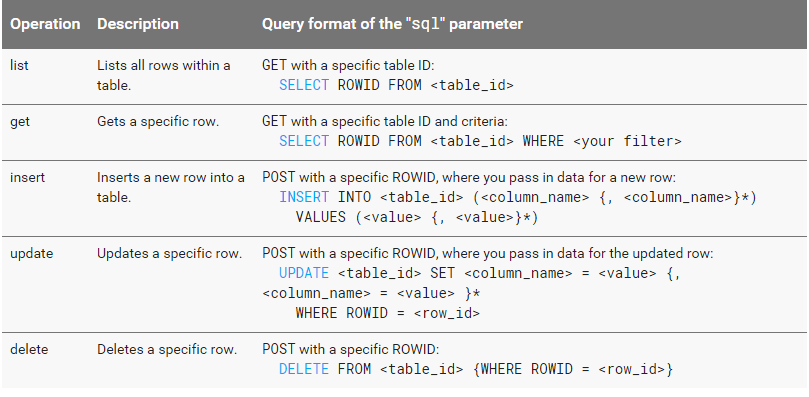 Operation Description Query format of the "sql" parameter
list Lists all rows within a GET with a specific table ID:
table. SELECT ROWID FROM <table_id>
get Gets a specific row. GET with a specific table ID and criteria:
SELECT ROWID FROM <table_id> WHERE <your filter>
insert Inserts a new row into a POST with a specific ROWID, where you pass in data for a new row:
table. INSERT INTO <table_id> (<column_name> {, <column_name>}*)
VALUES (<value> {, <value>}*)
update Updates a specific row. POST with a specific ROWID, where you pass in data for the updated row:
UPDATE <table_id> SET <column_name> = <value> {,
<column_name> = <value> }*
WHERE ROWID = <row_id>
delete Deletes a specific row. POST with a specific ROWID:
DELETE FROM <table_id> {WHERE ROWID = <row_id>}